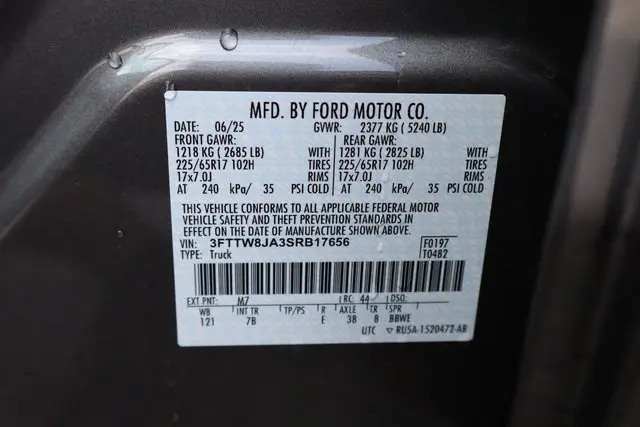 MFD. BY FORD MOTOR CO.
DATE: 06/25 GVWR: 2377 KG ( 5240 LB)
FRONT GAWR: REAR GAWR:
1218 KG ( 2685 LB) WITH 1281 KG ( 2825 LB) WITH
225/65R17 102H TIRES 225/65R17 102H TIRES
17x7.0J RIMS 17x7.0J RIMS
AT 240 kPa/ 35 PSI COLD AT 240 kPa/ 35 PSI COLD
THIS VEHICLE CONFORMS TO ALL APPLICABLE FEDERAL MOTOR
VEHICLE SAFETY AND THEFT PREVENTION STANDARDS IN
EFFECT ON THE DATE OF MANUFACTURE SHOWN ABOVE.
VIN: 3FTTW8JA3SRB17656 F0197
TYPE: Truck T0482
EXT PNT: M7 RC: 44 DSO:
WB INT TR TP/PS R AXLE TR SPR
121 7B E 38 8 BBWE
UTC ▽ RU5A-1520472-AB